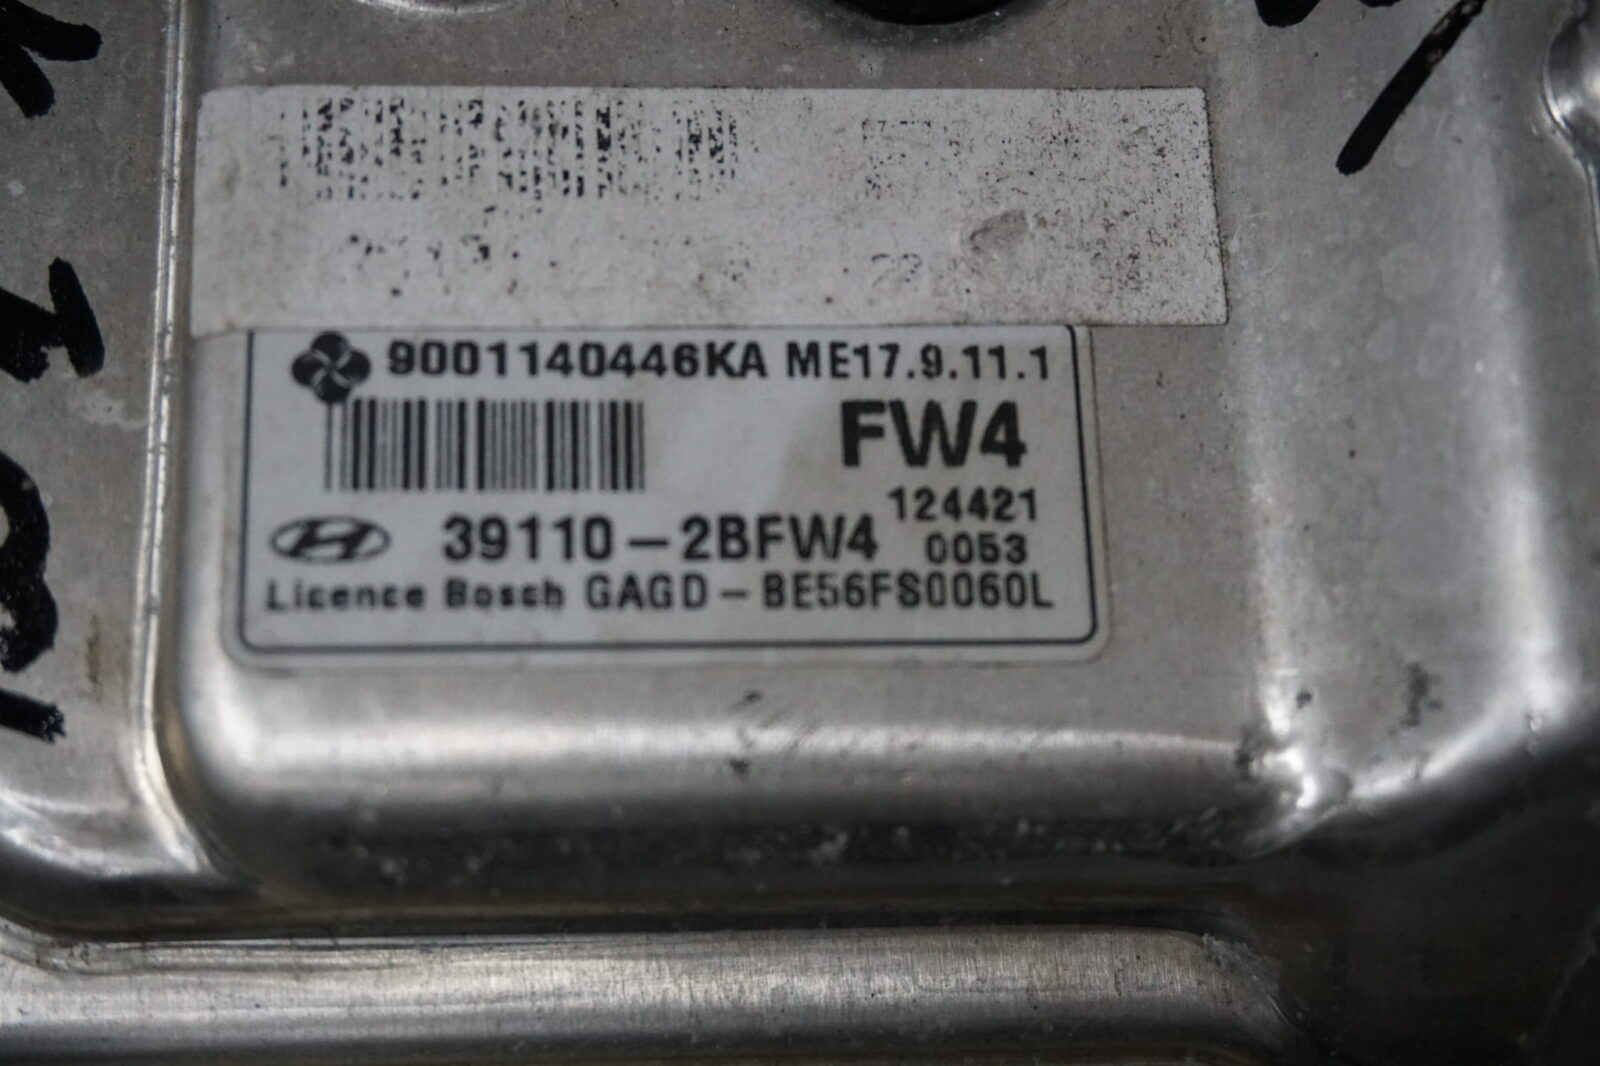 9001140446KA ME17.9.11.1
FW4
124421
39110-2BFW4 0053
Licence Bosch GAGD-BE56FS0060L